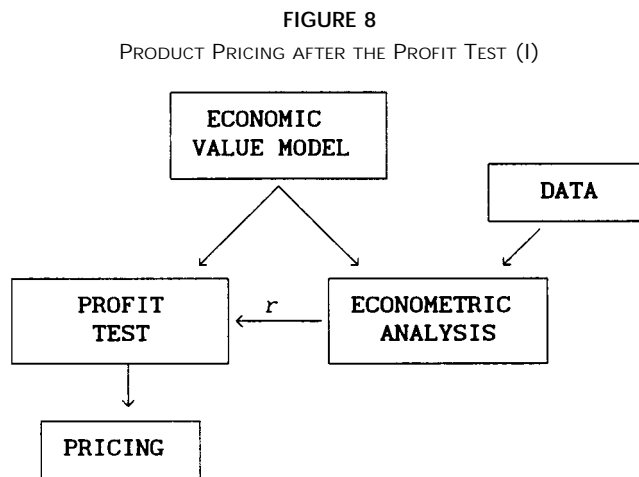 FIGURE 8
PRODUCT PRICING AFTER THE PROFIT TEST (I)
ECONOMIC
VALUE MODEL
DATA
PROFIT
TEST
r
ECONOMETRIC
ANALYSIS
PRICING